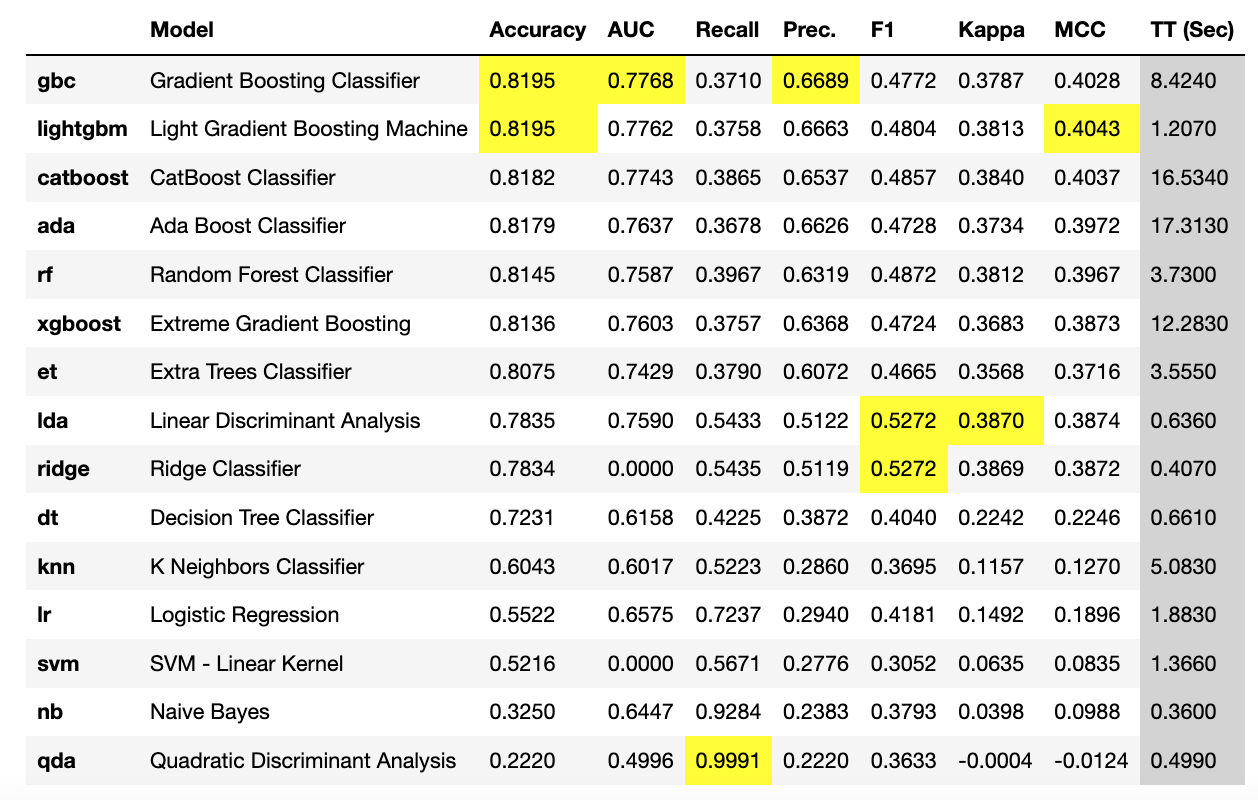 Model Accuracy AUC Recall Prec. F1 Kappa MCC TT (Sec)
gbc Gradient Boosting Classifier 0.8195 0.7768 0.3710 0.6689 0.4772 0.3787 0.4028 8.4240
lightgbm Light Gradient Boosting Machine 0.8195 0.7762 0.3758 0.6663 0.4804 0.3813 0.4043 1.2070
catboost CatBoost Classifier 0.8182 0.7743 0.3865 0.6537 0.4857 0.3840 0.4037 16.5340
ada Ada Boost Classifier 0.8179 0.7637 0.3678 0.6626 0.4728 0.3734 0.3972 17.3130
rf Random Forest Classifier 0.8145 0.7587 0.3967 0.6319 0.4872 0.3812 0.3967 3.7300
xgboost Extreme Gradient Boosting 0.8136 0.7603 0.3757 0.6368 0.4724 0.3683 0.3873 12.2830
et Extra Trees Classifier 0.8075 0.7429 0.3790 0.6072 0.4665 0.3568 0.3716 3.5550
lda Linear Discriminant Analysis 0.7835 0.7590 0.5433 0.5122 0.5272 0.3870 0.3874 0.6360
ridge Ridge Classifier 0.7834 0.0000 0.5435 0.5119 0.5272 0.3869 0.3872 0.4070
dt Decision Tree Classifier 0.7231 0.6158 0.4225 0.3872 0.4040 0.2242 0.2246 0.6610
knn K Neighbors Classifier 0.6043 0.6017 0.5223 0.2860 0.3695 0.1157 0.1270 5.0830
lr Logistic Regression 0.5522 0.6575 0.7237 0.2940 0.4181 0.1492 0.1896 1.8830
svm SVM - Linear Kernel 0.5216 0.0000 0.5671 0.2776 0.3052 0.0635 0.0835 1.3660
nb Naive Bayes 0.3250 0.6447 0.9284 0.2383 0.3793 0.0398 0.0988 0.3600
qda Quadratic Discriminant Analysis 0.2220 0.4996 0.9991 0.2220 0.3633 -0.0004 -0.0124 0.4990